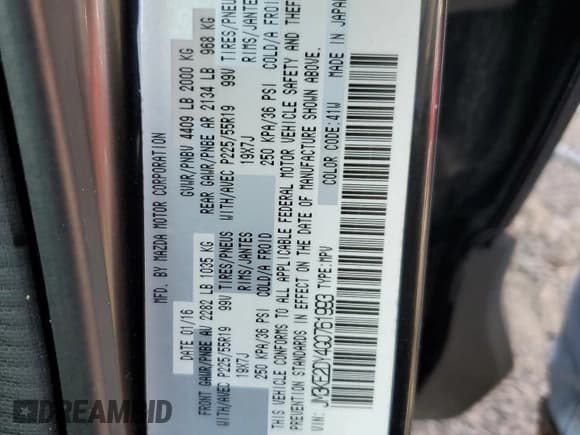 MFD. BY MAZDA MOTOR CORPORATION
DATE 01/16 GVWR/PNBV 4409 LB 2000 KG
FRONT GAWR/PNBE AV 2282 LB 1035 KG REAR GAWR/PNBE AR 2134 LB 968 KG
WITH/AVEC P225/55R19 99V TIRES/PNEUS WITH/AVEC P225/55R19 99V TIRES/PNEUS
19X7J RIMS/JANTES 19X7J RIMS/JANTES
250 KPA/36 PSI COLD/A FROID 250 KPA/36 PSI COLD/A FROID
THIS VEHICLE CONFORMS TO ALL APPLICABLE FEDERAL MOTOR VEHICLE SAFETY AND THEFT
PREVENTION STANDARDS IN EFFECT ON THE DATE OF MANUFACTURE SHOWN ABOVE.
VIN: JM3KE2DY4G0761993 TYPE:MPV 41W MADE IN JAPAN
DREAMBID